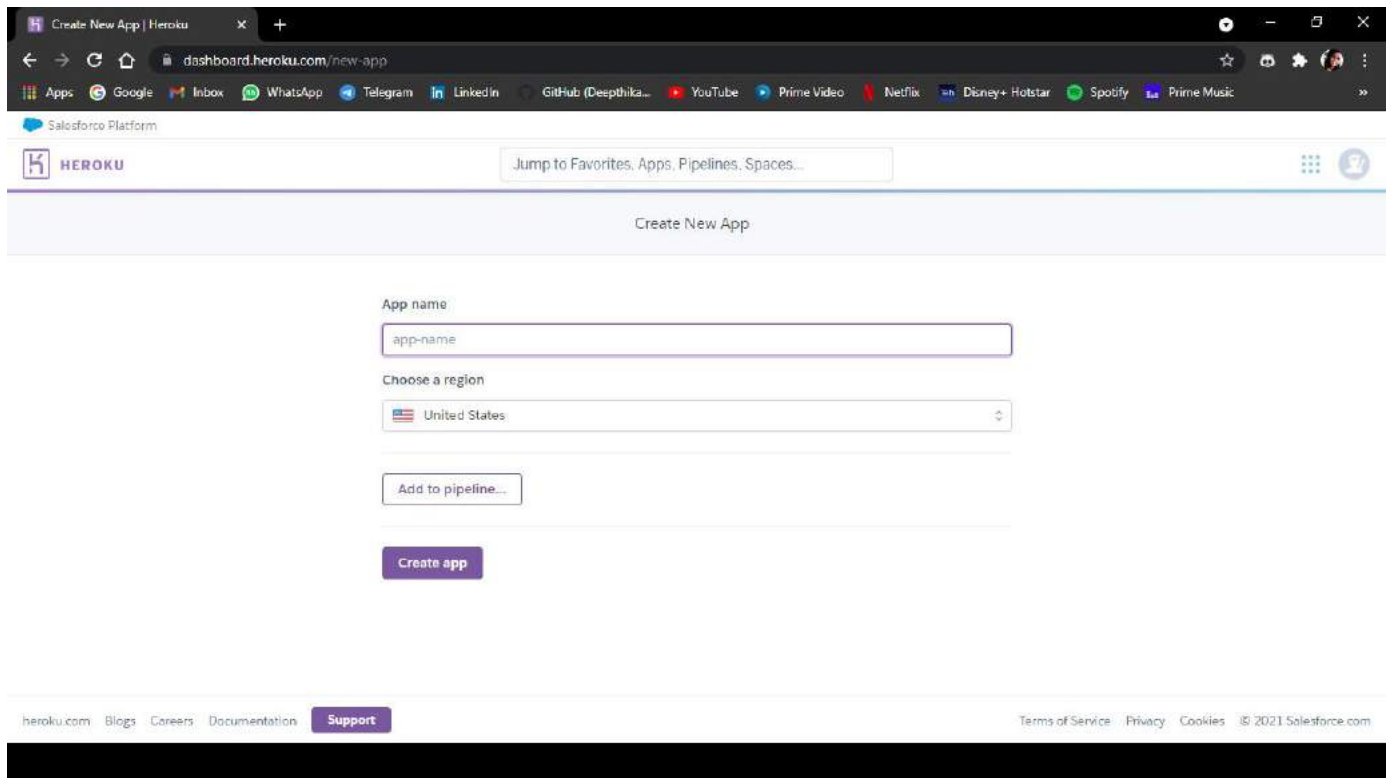 Create New App | Heroku
dashboard.heroku.com/new-app
Apps Google Inbox WhatsApp Telegram LinkedIn GitHub (Deepthika... YouTube Prime Video Netflix Disney+ Hotstar Spotify Prime Music »
Salesforce Platform
HEROKU Jump to Favorites, Apps, Pipelines, Spaces...
Create New App
App name
app-name
Choose a region
United States
Add to pipeline...
Create app
heroku.com Blogs Careers Documentation Support Terms of Service Privacy Cookies © 2021 Salesforce.com